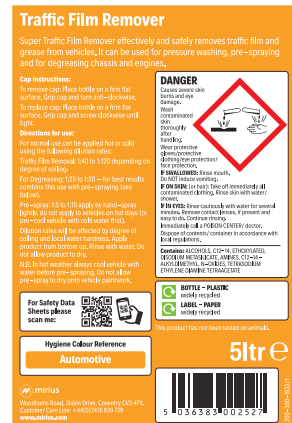 Traffic Film Remover
Super Traffic Film Remover effectively and safely removes traffic film and
grease from vehicles. It can be used for pressure washing, pre-spraying
and for degreasing chassis and engines.
Cap instructions:
To remove cap: Place bottle on a firm flat
surface. Grip cap and turn anti-clockwise.
To replace cap: Place bottle on a firm flat
surface. Grip cap and screw clockwise until
tight.
Directions for use:
For normal use can be applied hot or cold
using the following dilution rates:
Traffic Film Removal: 1:40 to 1:120 depending on
degree of soiling.
For Degreasing: 1:25 to 1:50 - for best results
combine this use with pre-spraying (see
below).
Pre-spray: 1:5 to 1:15 apply by hand-spray
lightly, do not apply to vehicles on hot days (or
pre-cool vehicle with cold water first).
Dilution rates will be affected by degree of
soiling and local water hardness. Apply
product from bottom up. Rinse with water. Do
not allow product to dry.
N.B. In hot weather always cool vehicle with
water before pre-spraying. Do not allow
pre-spray to dry onto vehicle paintwork.
DANGER
Causes severe skin
burns and eye
damage.
Wash
contaminated
skin
thoroughly
after
handling.
Wear protective
gloves/protective
clothing/eye protection/
face protection.
IF SWALLOWED: Rinse mouth.
DO NOT induce vomiting.
IF ON SKIN: (or hair): Take off immediately all
contaminated clothing. Rinse skin with water/
shower.
IF IN EYES: Rinse cautiously with water for several
minutes. Remove contact lenses, if present and
easy to do. Continue rinsing.
Immediately call a POISON CENTER/ doctor.
Dispose of contents/ container in accordance with
local regulations.
Contains: ALCOHOLS, C12-14, ETHOXYLATED,
DISODIUM METASILICATE, AMINES, C12-14-
ALKYLDIMETHYL, N-OXIDES, TETRASODIUM
ETHYLENE DIAMINE TETRAACETATE
BOTTLE - PLASTIC
widely recycled
LABEL - PAPER
widely recycled
This product has not been tested on animals.
For Safety Data
Sheets please
scan me:
Hygiene Colour Reference
Automotive
5ltr e
mirius
Woodhams Road, Siskin Drive, Coventry CV3 4FX.
Customer Care Line: +44(0)2476 639 739
www.mirius.com
5 036383 002527